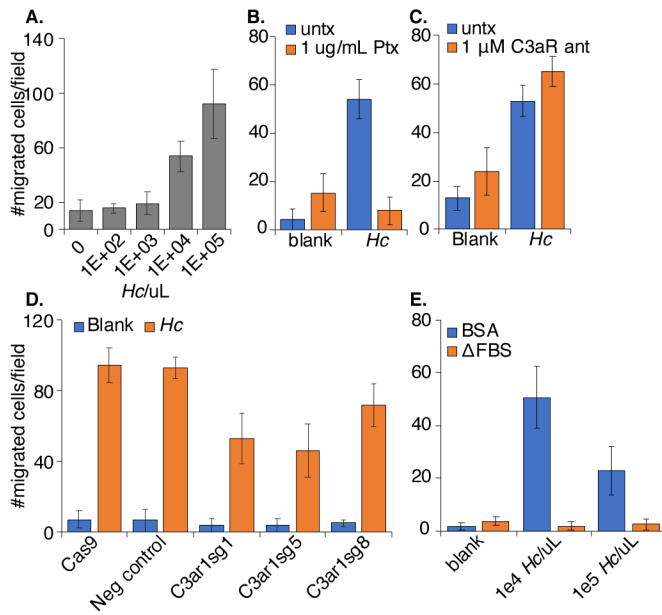 A.
#migrated cells/field
140
100
60
20
0
1E+02
1E+03
1E+04
1E+05
Hc/uL
B.
untx
1 ug/mL Ptx
80
60
40
20
0
blank
Hc
C.
untx
1 µM C3aR ant
80
60
40
20
0
Blank
Hc
D.
Blank
Hc
#migrated cells/field
120
80
40
0
Cas9
Neg control
C3ar1sg1
C3ar1sg5
C3ar1sg8
E.
BSA
ΔFBS
80
60
40
20
0
blank
1e4 Hc/uL
1e5 Hc/uL